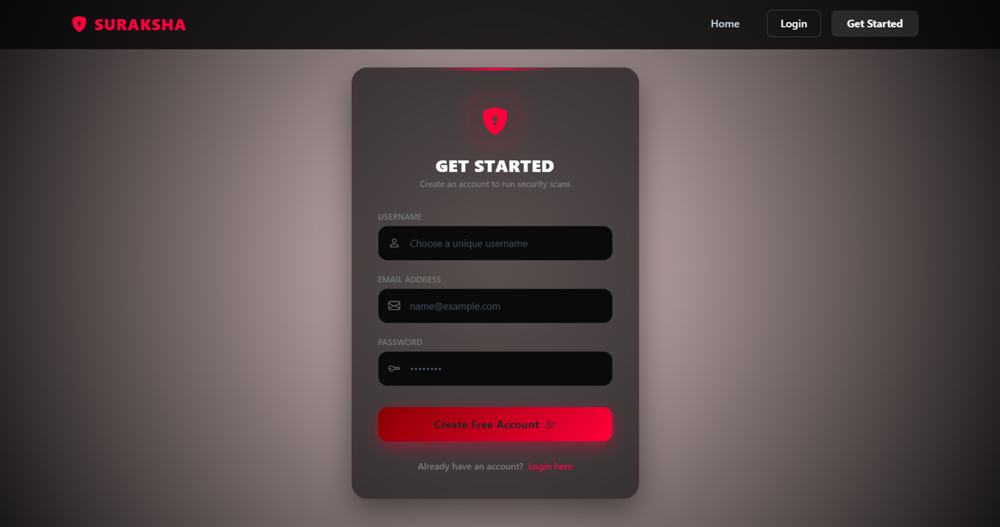 SURAKSHA
Home
Login
Get Started
GET STARTED
Create an account to run security scans
USERNAME
Choose a unique username
EMAIL ADDRESS
name@example.com
PASSWORD
••••••••
Create Free Account
Already have an account? Login here